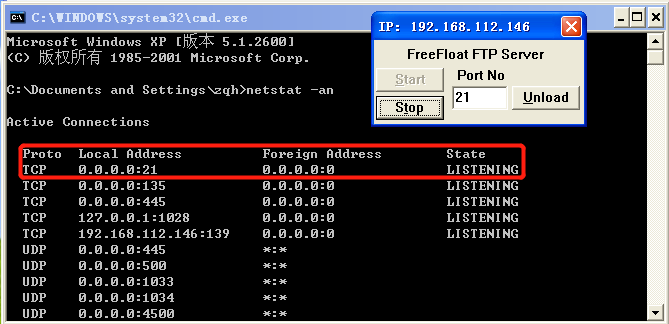 C:\WINDOWS\system32\cmd.exe
Microsoft Windows XP [版本 5.1.2600]
(C) 版权所有 1985-2001 Microsoft Corp.
C:\Documents and Settings\zqh>netstat -an
Active Connections
Proto Local Address Foreign Address State
TCP 0.0.0.0:21 0.0.0.0:0 LISTENING
TCP 0.0.0.0:135 0.0.0.0:0 LISTENING
TCP 0.0.0.0:445 0.0.0.0:0 LISTENING
TCP 127.0.0.1:1028 0.0.0.0:0 LISTENING
TCP 192.168.112.146:139 0.0.0.0:0 LISTENING
UDP 0.0.0.0:445 *:*
UDP 0.0.0.0:500 *:*
UDP 0.0.0.0:1033 *:*
UDP 0.0.0.0:1034 *:*
UDP 0.0.0.0:4500 *:*
IP: 192.168.112.146
FreeFloat FTP Server
Start Port No
Stop 21 Unload